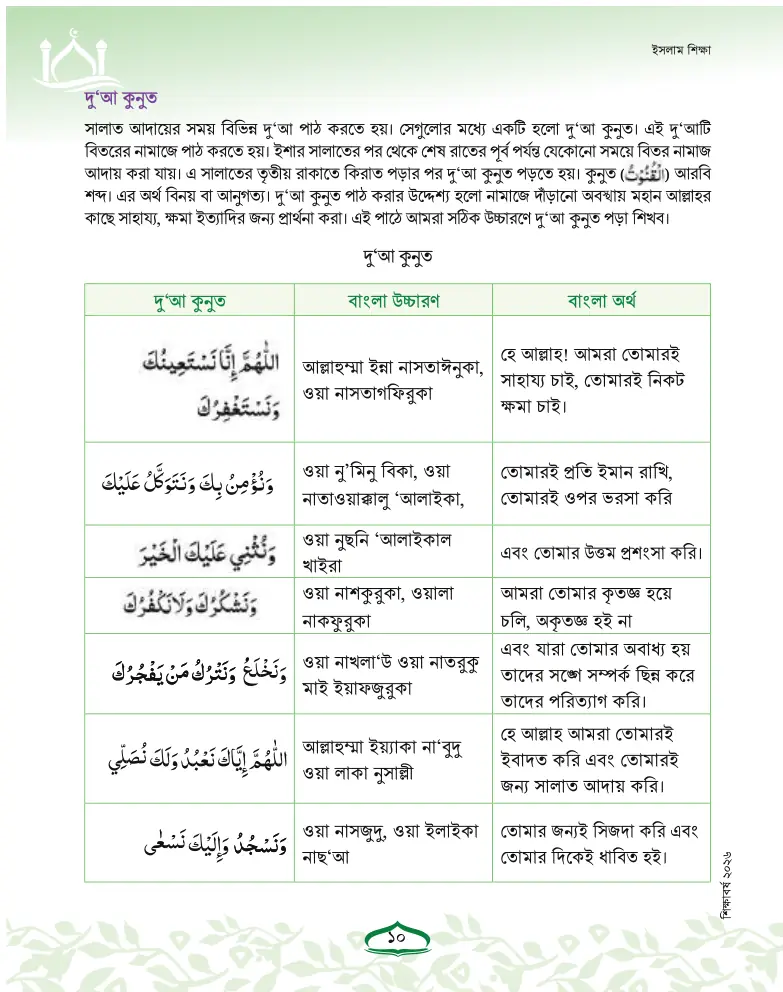 ইসলাম শিক্ষা
দু‘আ কুনুত
সালাত আদায়ের সময় বিভিন্ন দু‘আ পাঠ করতে হয়। সেগুলোর মধ্যে একটি হলো দু‘আ কুনুত। এই দু‘আটি
বিতরের নামাজে পাঠ করতে হয়। ইশার সালাতের পর থেকে শেষ রাতের পূর্ব পর্যন্ত যেকোনো সময়ে বিতর নামাজ
আদায় করা যায়। এ সালাতের তৃতীয় রাকাতে কিরাত পড়ার পর দু‘আ কুনুত পড়তে হয়। কুনুত (اَلْقُنُوْتُ) আরবি
শব্দ। এর অর্থ বিনয় বা আনুগত্য। দু‘আ কুনুত পাঠ করার উদ্দেশ্য হলো নামাজে দাঁড়ানো অবস্থায় মহান আল্লাহর
কাছে সাহায্য, ক্ষমা ইত্যাদির জন্য প্রার্থনা করা। এই পাঠে আমরা সঠিক উচ্চারণে দু‘আ কুনুত পড়া শিখব।
দু‘আ কুনুত
দু‘আ কুনুত
বাংলা উচ্চারণ
বাংলা অর্থ
اللّٰهُمَّ إِنَّا نَسْتَعِينُكَ
وَنَسْتَغْفِرُكَ
আল্লাহুম্মা ইন্না নাসতাঈনুকা,
ওয়া নাসতাগফিরুকা
হে আল্লাহ! আমরা তোমারই
সাহায্য চাই, তোমারই নিকট
ক্ষমা চাই।
وَنُؤْمِنُ بِكَ وَنَتَوَكَّلُ عَلَيْكَ
ওয়া নু’মিনু বিকা, ওয়া
নাতাওয়াক্কালু ‘আলাইকা,
তোমারই প্রতি ইমান রাখি,
তোমারই ওপর ভরসা করি
وَنُثْنِي عَلَيْكَ الْخَيْرَ
ওয়া নুছনি ‘আলাইকাল
খাইরা
এবং তোমার উত্তম প্রশংসা করি।
وَنَشْكُرُكَ وَلَا نَكْفُرُكَ
ওয়া নাশকুরুকা, ওয়ালা
নাকফুরুকা
আমরা তোমার কৃতজ্ঞ হয়ে
চলি, অকৃতজ্ঞ হই না
وَنَخْلَعُ وَنَتْرُكُ مَنْ يَفْجُرُكَ
ওয়া নাখলা‘উ ওয়া নাতরুকু
মাই ইয়াফজুরুকা
এবং যারা তোমার অবাধ্য হয়
তাদের সঙ্গে সম্পর্ক ছিন্ন করে
তাদের পরিত্যাগ করি।
اللّٰهُمَّ إِيَّاكَ نَعْبُدُ وَلَكَ نُصَلِّي
আল্লাহুম্মা ইয়্যাকা না‘বুদু
ওয়া লাকা নুসাল্লী
হে আল্লাহ আমরা তোমারই
ইবাদত করি এবং তোমারই
জন্য সালাত আদায় করি।
وَنَسْجُدُ وَإِلَيْكَ نَسْعٰى
ওয়া নাসজুদু, ওয়া ইলাইকা
নাছ‘আ
তোমার জন্যই সিজদা করি এবং
তোমার দিকেই ধাবিত হই।
শিক্ষাবর্ষ ২০২৬
১০